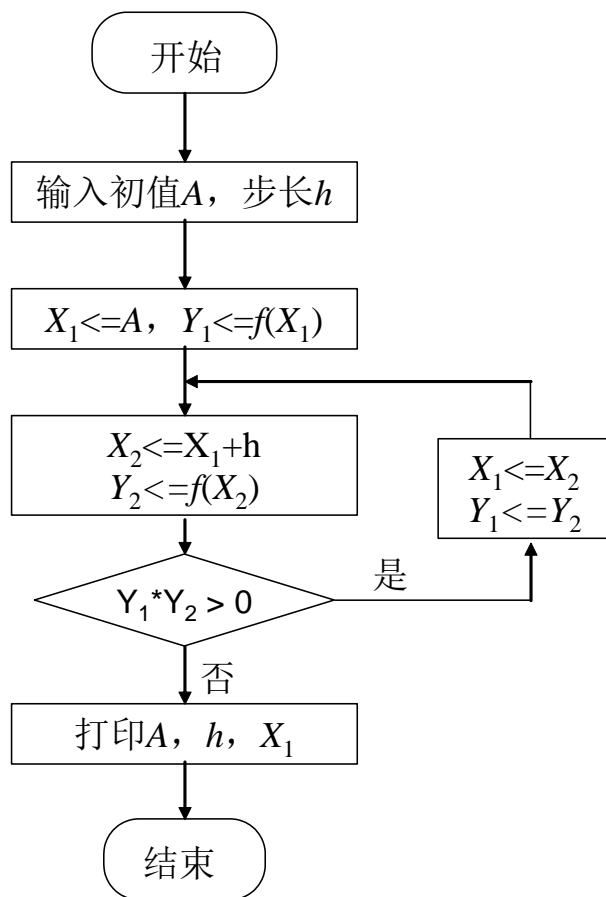 开始
输入初值A，步长h
X₁<=A，Y₁<=f(X₁)
X₂<=X₁+h
Y₂<=f(X₂)
X₁<=X₂
Y₁<=Y₂
Y₁*Y₂ > 0
是
否
打印A，h，X₁
结束